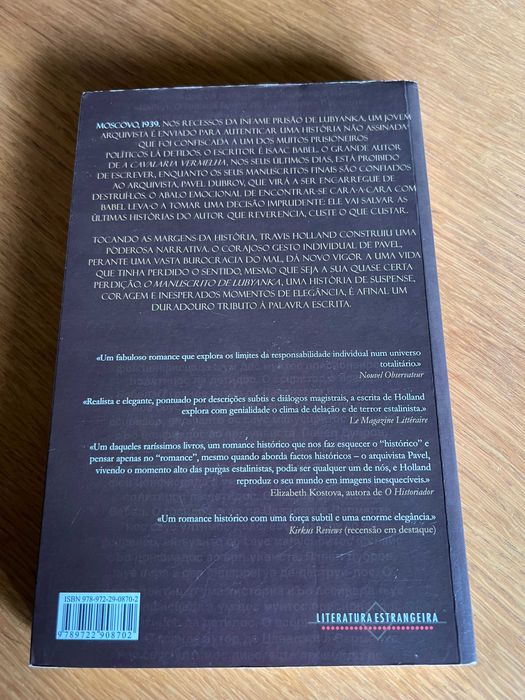 MOSCOVO, 1939. NOS RECESSOS DA INFAME PRISÃO DE LUBYANKA, UM JOVEM
ARQUIVISTA É ENVIADO PARA AUTENTICAR UMA HISTÓRIA NÃO ASSINADA
QUE FOI CONFISCADA A UM DOS MUITOS PRISIONEIROS
POLÍTICOS LÁ DETIDOS. O ESCRITOR É ISAAC BABEL. O GRANDE AUTOR
DE A CAVALARIA VERMELHA, NOS SEUS ÚLTIMOS DIAS, ESTÁ PROIBIDO
DE ESCREVER, ENQUANTO OS SEUS MANUSCRITOS FINAIS SÃO CONFIADOS
AO ARQUIVISTA, PAVEL DUBROV, QUE VIRÁ A SER ENCARREGUE DE
DESTRUÍ-LOS. O ABALO EMOCIONAL DE ENCONTRAR-SE CARA-A-CARA COM
BABEL LEVA-O A TOMAR UMA DECISÃO IMPRUDENTE: ELE VAI SALVAR AS
ÚLTIMAS HISTÓRIAS DO AUTOR QUE REVERENCIA, CUSTE O QUE CUSTAR.
TOCANDO AS MARGENS DA HISTÓRIA, TRAVIS HOLLAND CONSTRUIU UMA
PODEROSA NARRATIVA. O CORAJOSO GESTO INDIVIDUAL DE PAVEL,
PERANTE UMA VASTA BUROCRACIA DO MAL, DÁ NOVO VIGOR A UMA VIDA
QUE TINHA PERDIDO O SENTIDO, MESMO QUE SEJA A SUA QUASE CERTA
PERDIÇÃO. O MANUSCRITO DE LUBYANKA, UMA HISTÓRIA DE SUSPENSE,
CORAGEM E INESPERADOS MOMENTOS DE ELEGÂNCIA, É AFINAL UM
DURADOURO TRIBUTO À PALAVRA ESCRITA.
«Um fabuloso romance que explora os limites da responsabilidade individual num universo
totalitário.»
Nouvel Observateur
«Realista e elegante, pontuado por descrições subtis e diálogos magistrais, a escrita de Holland
explora com genialidade o clima de delação e de terror estalinista.»
Le Magazine Littéraire
«Um daqueles raríssimos livros, um romance histórico que nos faz esquecer o “histórico” e
pensar apenas no “romance”, mesmo quando aborda factos históricos – o arquivista Pavel,
vivendo o momento alto das purgas estalinistas, podia ser qualquer um de nós, e Holland
reproduz o seu mundo em imagens inesquecíveis.»
Elizabeth Kostova, autora de O Historiador
«Um romance histórico com uma força subtil e uma enorme elegância.»
Kirkus Reviews (recensão em destaque)
ISBN 978-972-29-0870-2
9789722908702
LITERATURA ESTRANGEIRA